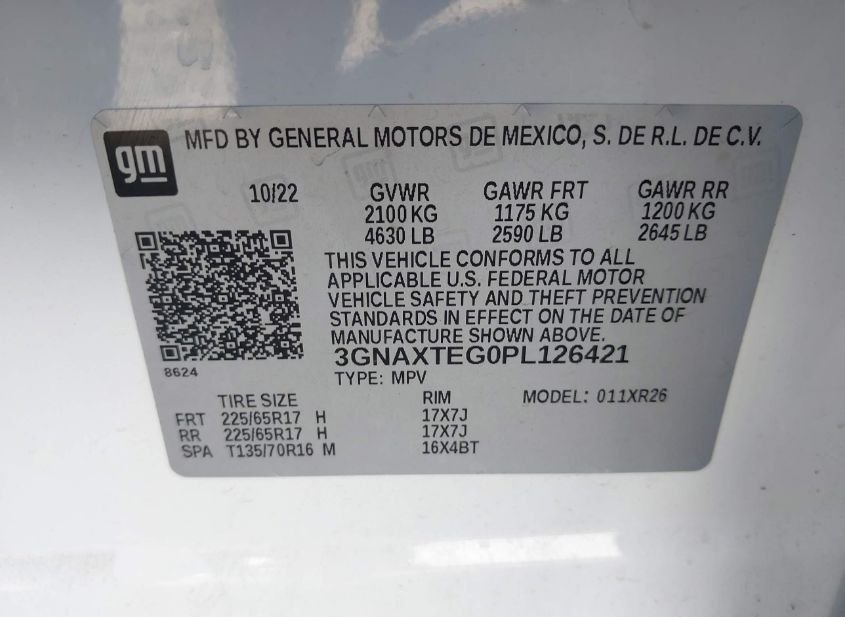 gm
MFD BY GENERAL MOTORS DE MEXICO, S. DE R.L. DE C.V.
10/22 GVWR GAWR FRT GAWR RR
2100 KG 1175 KG 1200 KG
4630 LB 2590 LB 2645 LB
THIS VEHICLE CONFORMS TO ALL
APPLICABLE U.S. FEDERAL MOTOR
VEHICLE SAFETY AND THEFT PREVENTION
STANDARDS IN EFFECT ON THE DATE OF
MANUFACTURE SHOWN ABOVE.
3GNAXTEG0PL126421
8624
TYPE: MPV
TIRE SIZE RIM MODEL: 011XR26
FRT 225/65R17 H 17X7J
RR 225/65R17 H 17X7J
SPA T135/70R16 M 16X4BT